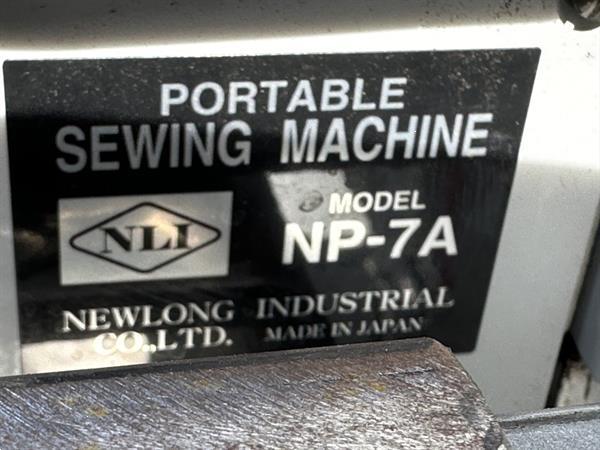 PORTABLE
SEWING MACHINE
NLI
MODEL
NP-7A
NEWLONG INDUSTRIAL
CO.,LTD. MADE IN JAPAN